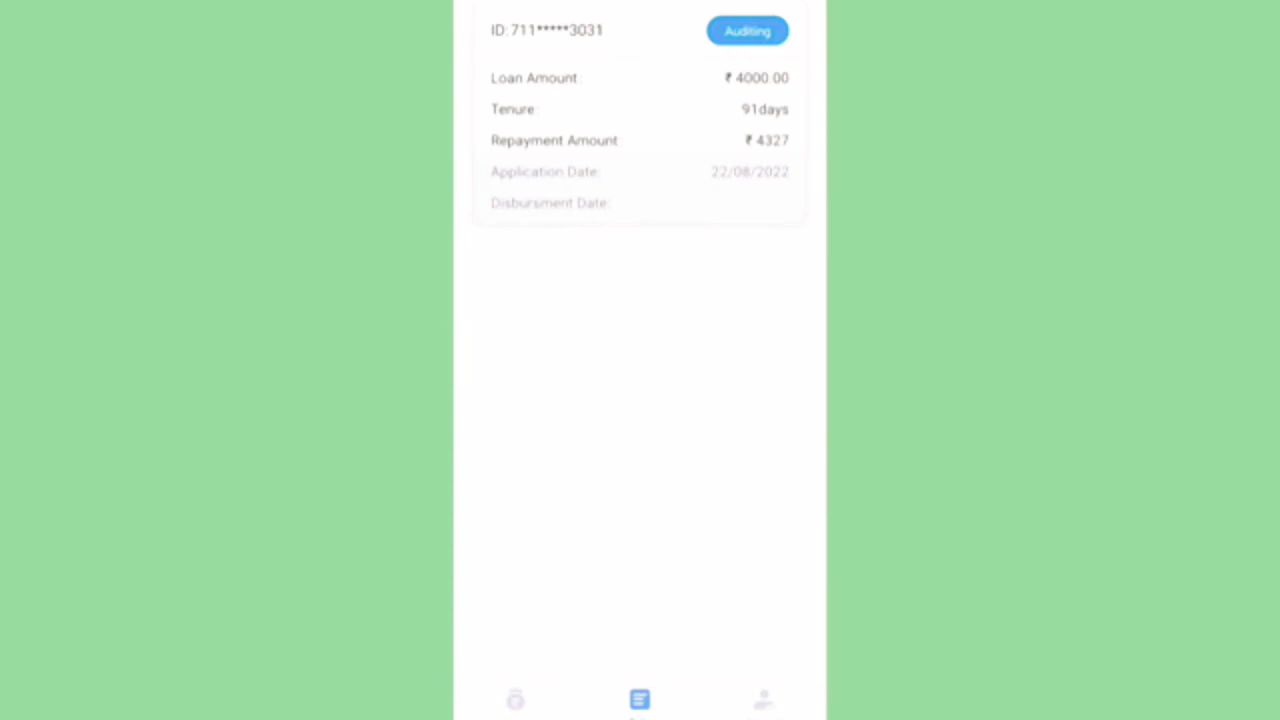 ID: 711*****3031 Auditing
Loan Amount: ₹ 4000.00
Tenure: 91days
Repayment Amount: ₹ 4327
Application Date: 22/08/2022
Disbursment Date: